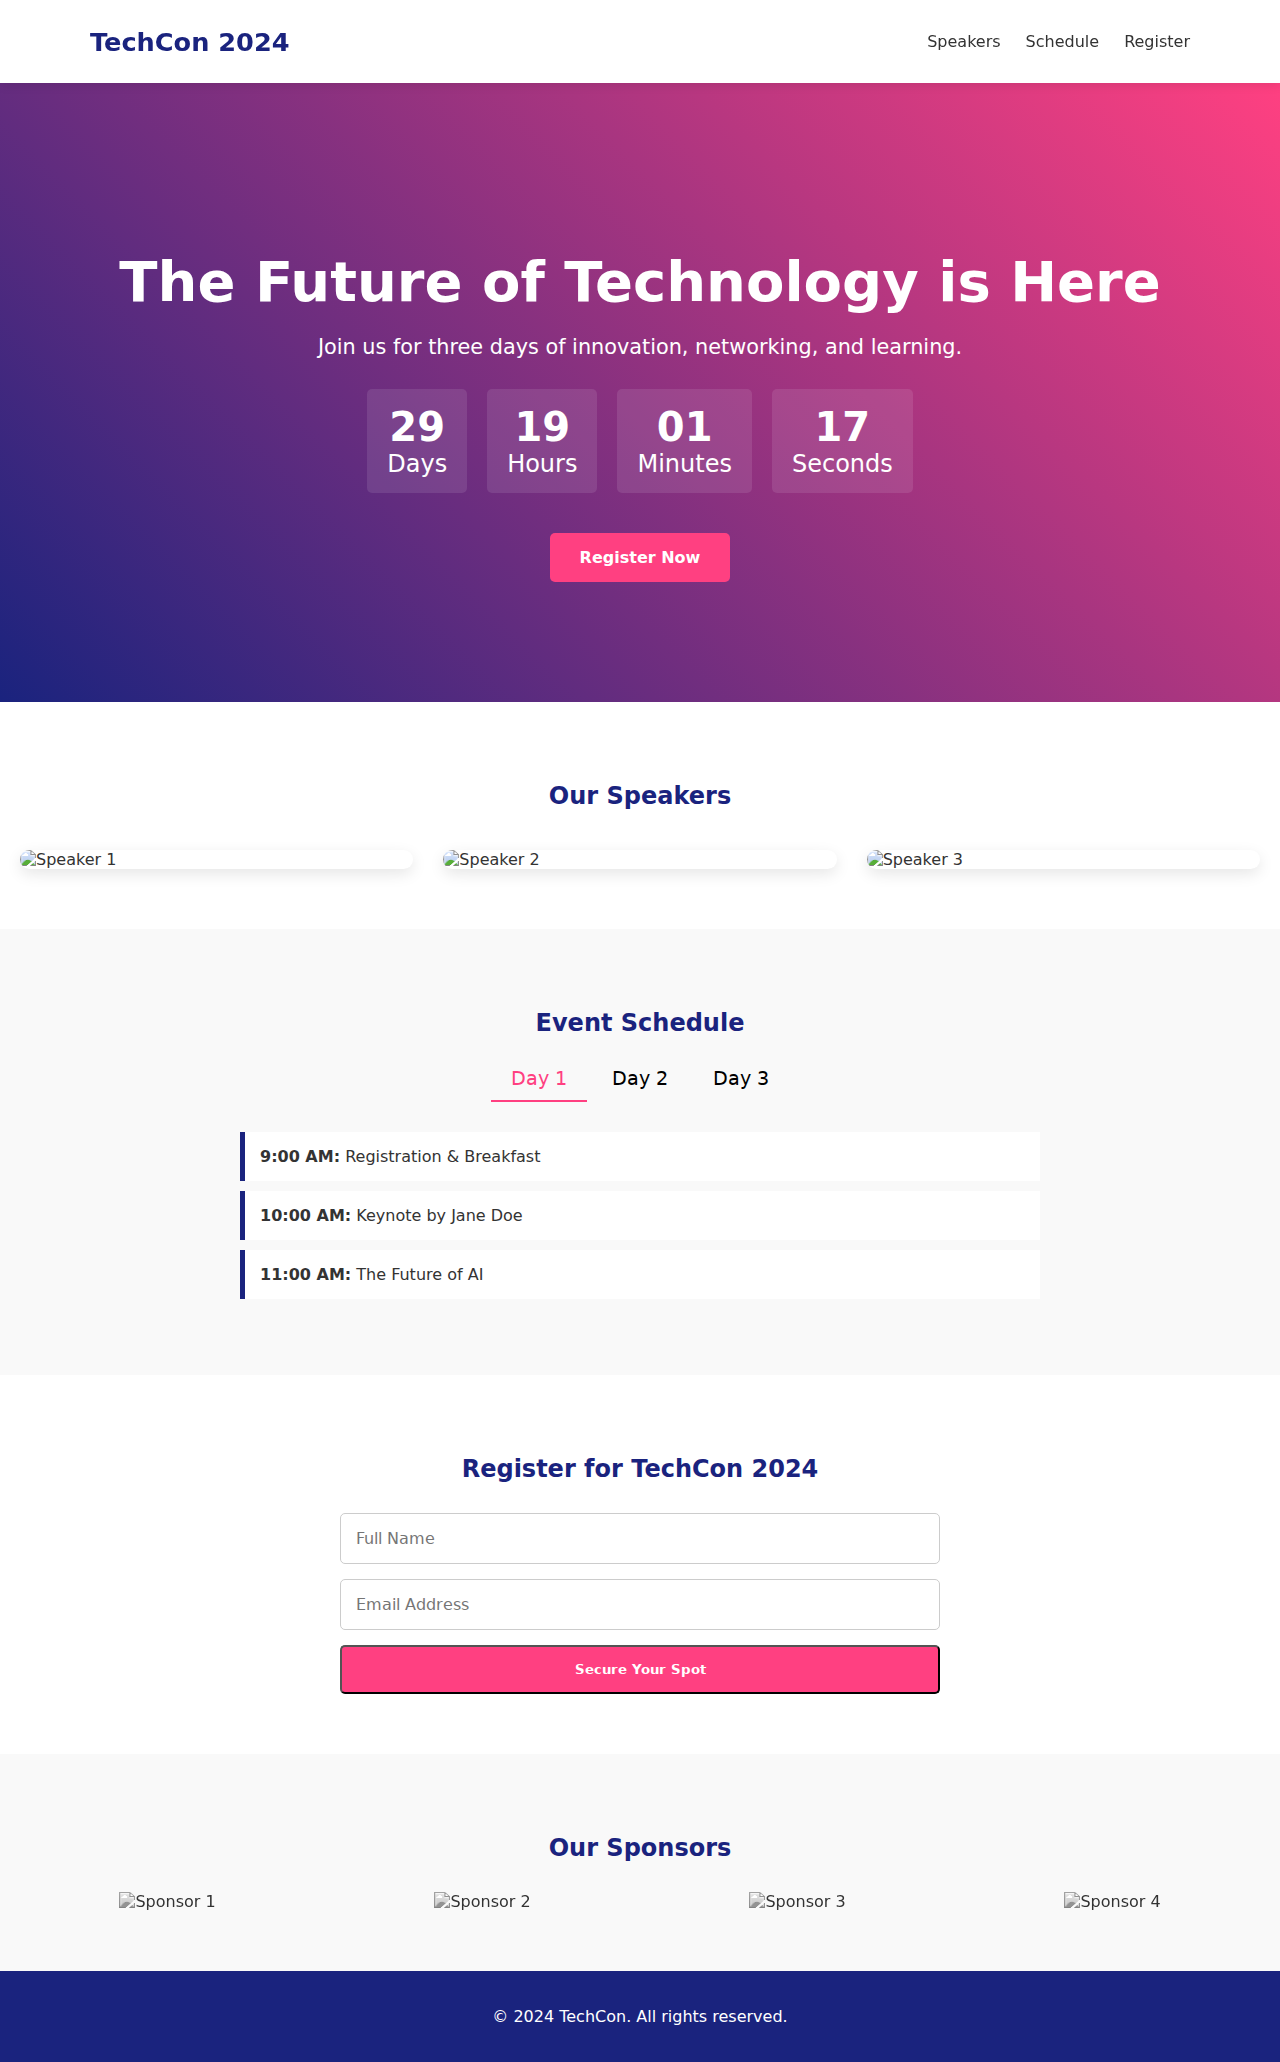 TechCon 2024
Speakers Schedule Register
The Future of Technology is Here
Join us for three days of innovation, networking, and learning.
29 19 01 17
Days Hours Minutes Seconds
Register Now
Our Speakers
Speaker 1 Speaker 2 Speaker 3
Event Schedule
Day 1 Day 2 Day 3
9:00 AM: Registration & Breakfast
10:00 AM: Keynote by Jane Doe
11:00 AM: The Future of AI
Register for TechCon 2024
Full Name
Email Address
Secure Your Spot
Our Sponsors
Sponsor 1 Sponsor 2 Sponsor 3 Sponsor 4
© 2024 TechCon. All rights reserved.